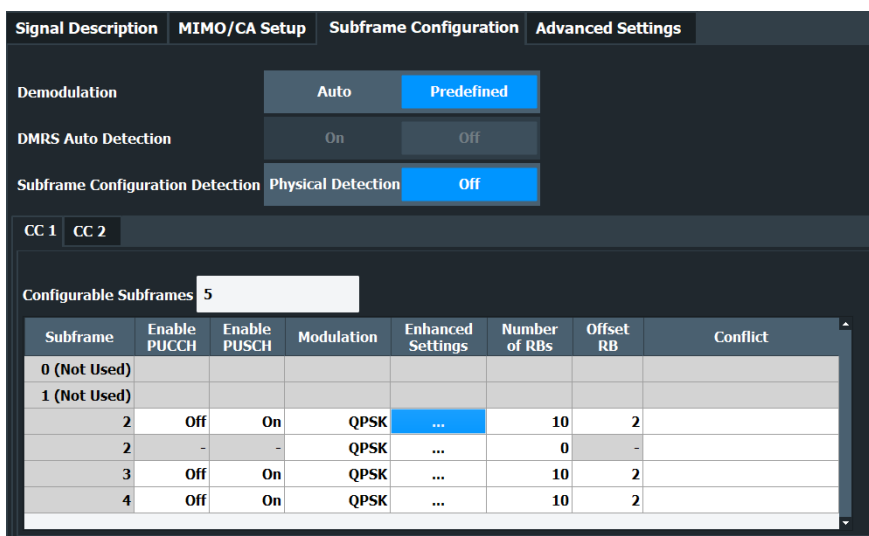 Signal Description MIMO/CA Setup Subframe Configuration Advanced Settings
Demodulation Auto Predefined
DMRS Auto Detection On Off
Subframe Configuration Detection Physical Detection Off
CC 1 CC 2
Configurable Subframes 5
Subframe Enable PUCCH Enable PUSCH Modulation Enhanced Settings Number of RBs Offset RB Conflict
0 (Not Used)
1 (Not Used)
2 Off On QPSK ... 10 2
2 - - QPSK ... 0 -
3 Off On QPSK ... 10 2
4 Off On QPSK ... 10 2